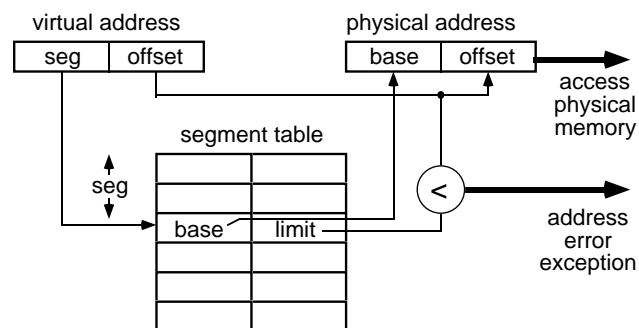 virtual address
physical address
seg offset
base offset
access
physical
memory
segment table
seg
<
base limit
address
error
exception